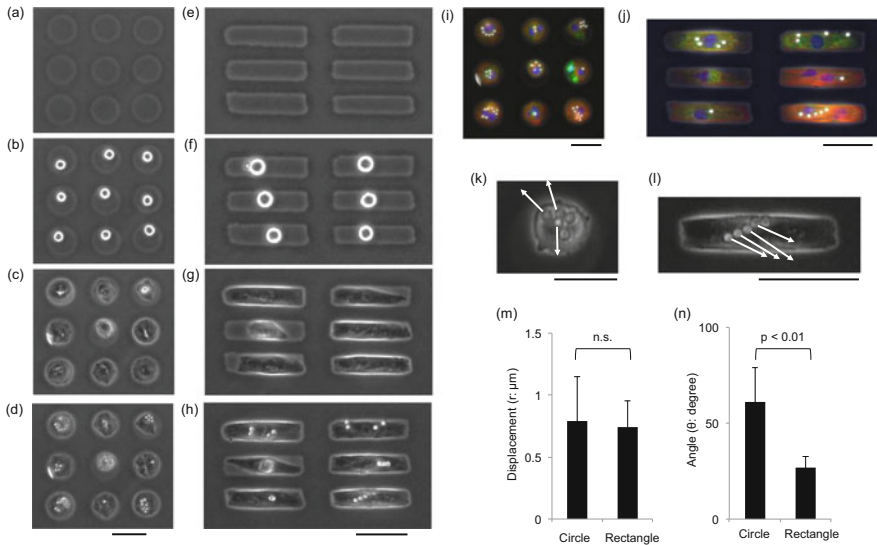 (a)
(b)
(c)
(d)
(e)
(f)
(g)
(h)
(i)
(j)
(k)
(l)
(m)
1.5
1
0.5
0
Displacement (r: μm)
n.s.
Circle
Rectangle
(n)
100
50
0
Angle (θ: degree)
p < 0.01
Circle
Rectangle